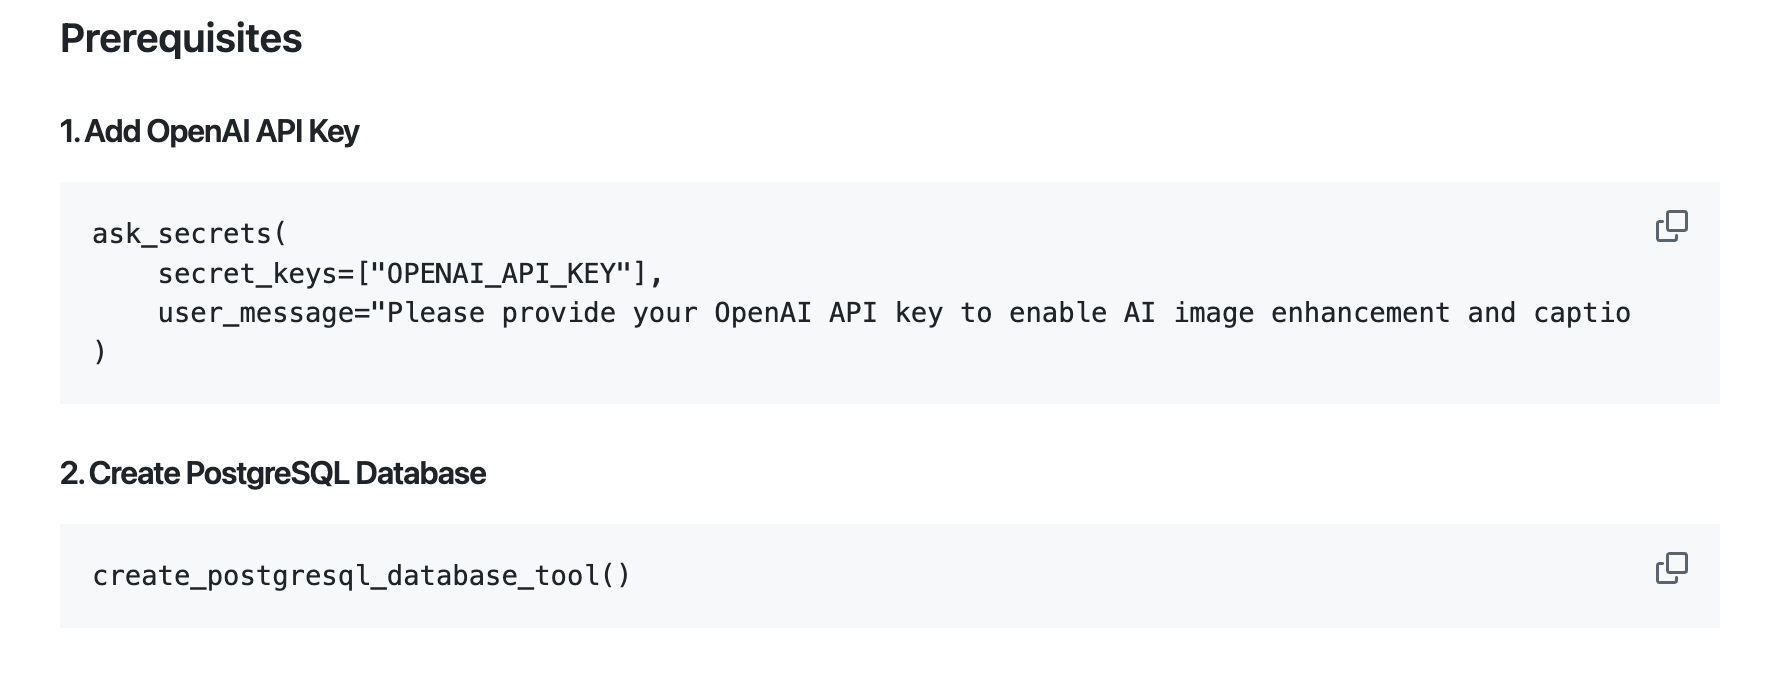 Prerequisites
1. Add OpenAI API Key
ask_secrets(
    secret_keys=["OPENAI_API_KEY"],
    user_message="Please provide your OpenAI API key to enable AI image enhancement and captio
)
2. Create PostgreSQL Database
create_postgresql_database_tool()